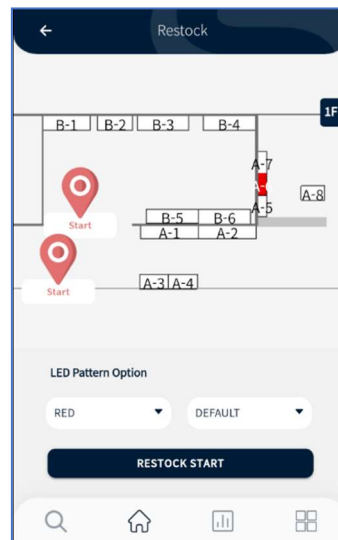 Restock
1F
B-1 B-2 B-3 B-4
A-7
A-8
A-5
Start
B-5 B-6
A-1 A-2
Start
A-3 A-4
LED Pattern Option
RED DEFAULT
RESTOCK START